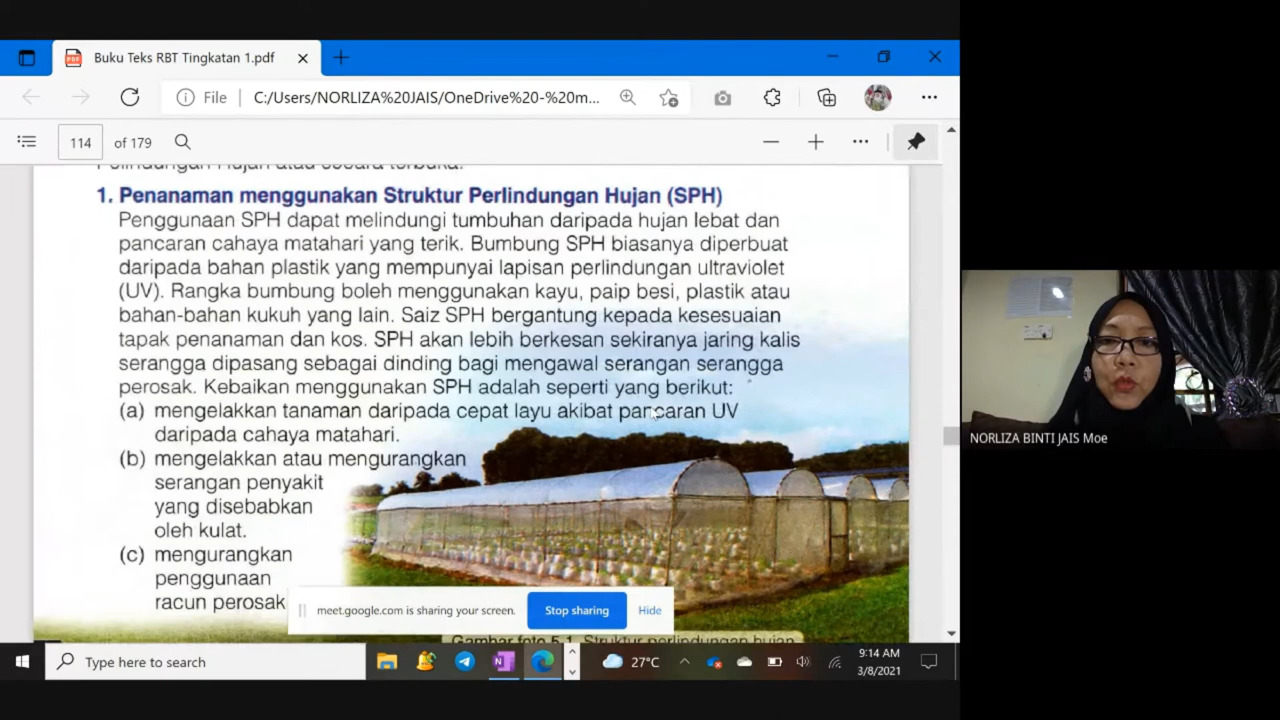 Buku Teks RBT Tingkatan 1.pdf
File
C:/Users/NORLIZA%20JAIS/OneDrive%20-%20m...
114 of 179
1. Penanaman menggunakan Struktur Perlindungan Hujan (SPH)
Penggunaan SPH dapat melindungi tumbuhan daripada hujan lebat dan
pancaran cahaya matahari yang terik. Bumbung SPH biasanya diperbuat
daripada bahan plastik yang mempunyai lapisan perlindungan ultraviolet
(UV). Rangka bumbung boleh menggunakan kayu, paip besi, plastik atau
bahan-bahan kukuh yang lain. Saiz SPH bergantung kepada kesesuaian
tapak penanaman dan kos. SPH akan lebih berkesan sekiranya jaring kalis
serangga dipasang sebagai dinding bagi mengawal serangan serangga
perosak. Kebaikan menggunakan SPH adalah seperti yang berikut:
(a) mengelakkan tanaman daripada cepat layu akibat pancaran UV
daripada cahaya matahari.
(b) mengelakkan atau mengurangkan
serangan penyakit
yang disebabkan
oleh kulat.
(c) mengurangkan
penggunaan
racun perosak
meet.google.com is sharing your screen.
Stop sharing
Hide
Gambar foto 5.1 Struktur perlindungan hujan
Type here to search
27°C
9:14 AM
3/8/2021
NORLIZA BINTI JAIS Moe